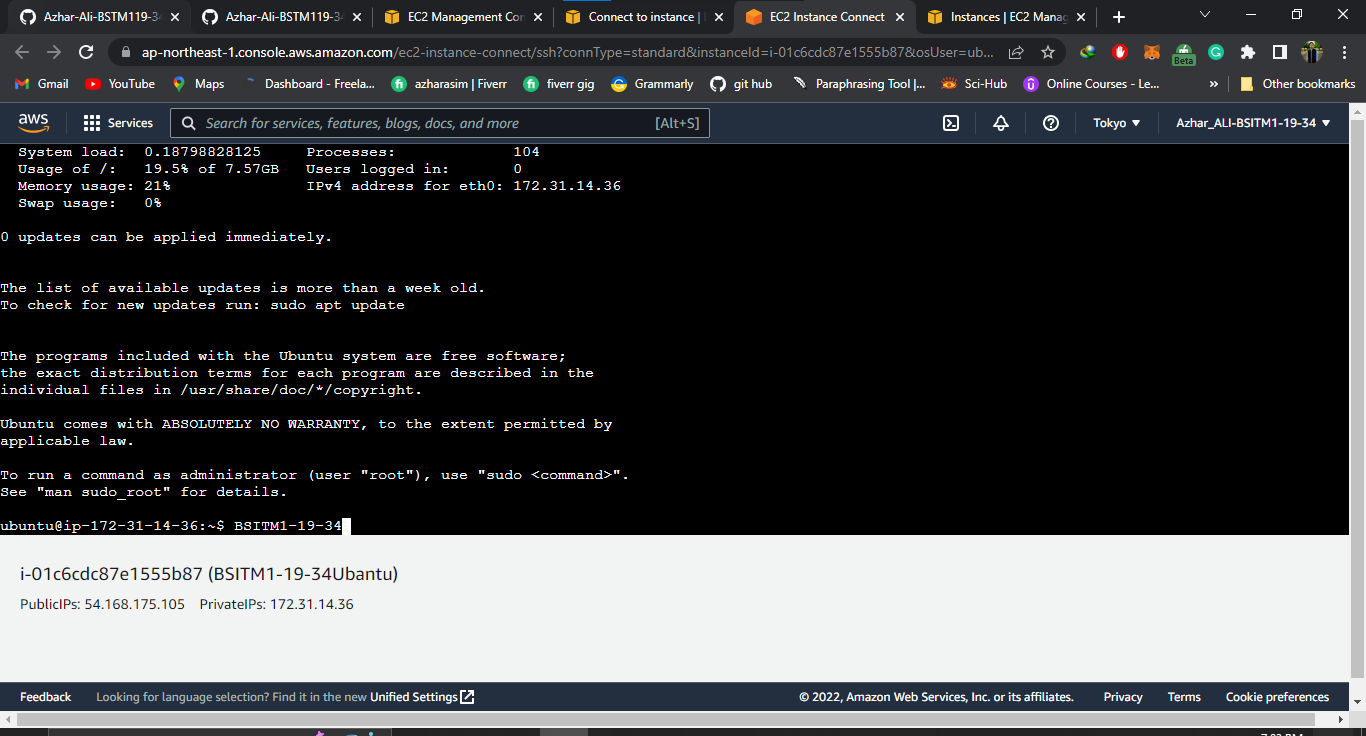 Azhar-Ali-BSTM119-3
Azhar-Ali-BSTM119-3
EC2 Management Con
Connect to instance |
EC2 Instance Connect
Instances | EC2 Manag
ap-northeast-1.console.aws.amazon.com/ec2-instance-connect/ssh?connType=standard&instanceId=i-01c6cdc87e1555b87&osUser=ub...
Beta
Gmail
YouTube
Maps
Dashboard - Freela...
azharasim | Fiverr
fiverr gig
Grammarly
git hub
Paraphrasing Tool |...
Sci-Hub
Online Courses - Le...
»
Other bookmarks
aws
Services
Search for services, features, blogs, docs, and more [Alt+S]
Tokyo
Azhar_ALI-BSITM1-19-34
System load: 0.18798828125 Processes: 104
Usage of /: 19.5% of 7.57GB Users logged in: 0
Memory usage: 21% IPv4 address for eth0: 172.31.14.36
Swap usage: 0%
0 updates can be applied immediately.
The list of available updates is more than a week old.
To check for new updates run: sudo apt update
The programs included with the Ubuntu system are free software;
the exact distribution terms for each program are described in the
individual files in /usr/share/doc/*/copyright.
Ubuntu comes with ABSOLUTELY NO WARRANTY, to the extent permitted by
applicable law.
To run a command as administrator (user "root"), use "sudo <command>".
See "man sudo_root" for details.
ubuntu@ip-172-31-14-36:~$ BSITM1-19-34
i-01c6cdc87e1555b87 (BSITM1-19-34Ubantu)
PublicIPs: 54.168.175.105 PrivateIPs: 172.31.14.36
Feedback Looking for language selection? Find it in the new Unified Settings
© 2022, Amazon Web Services, Inc. or its affiliates. Privacy Terms Cookie preferences